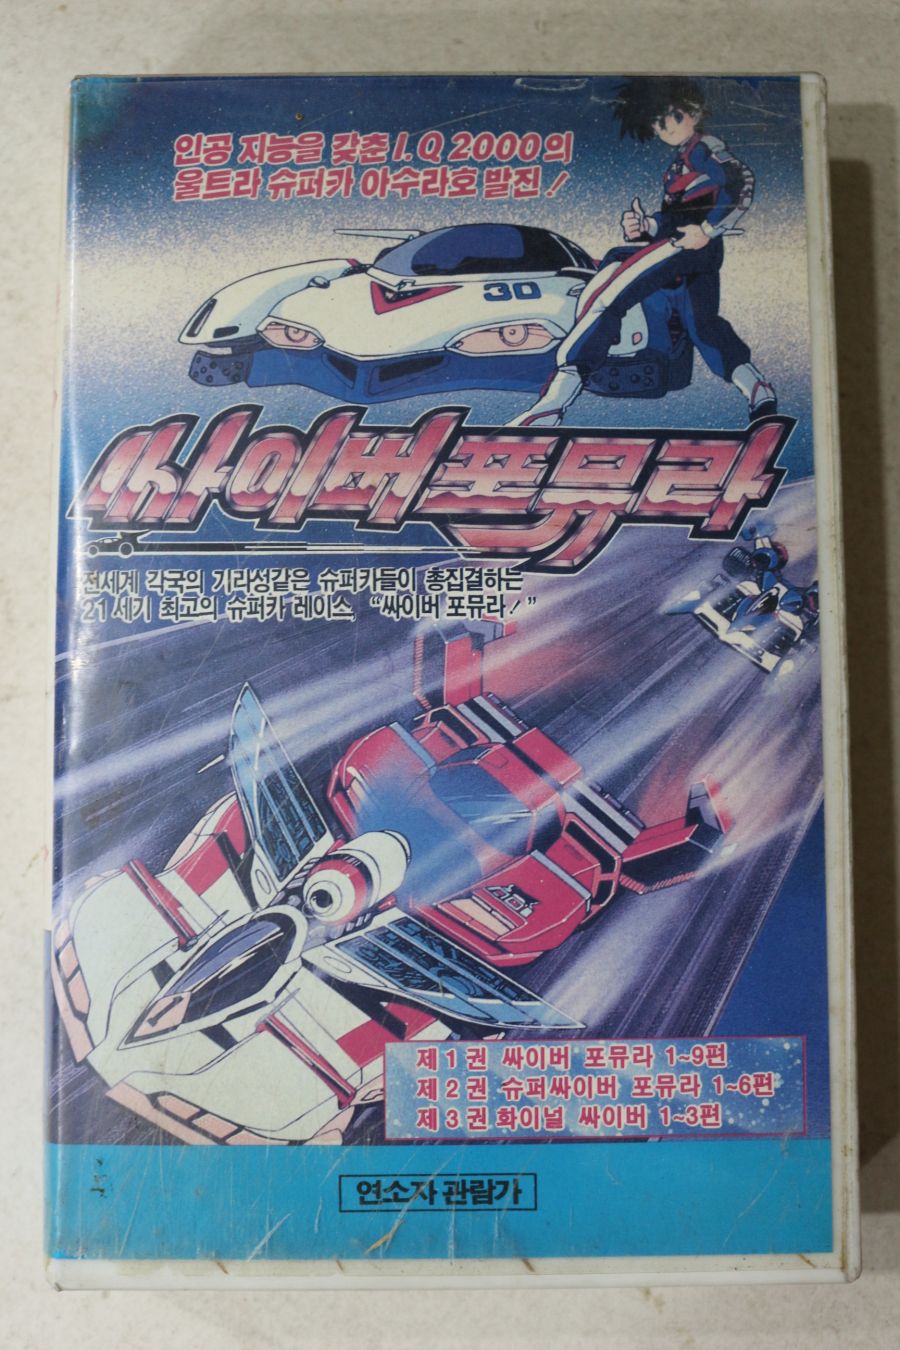 인공 지능을 갖춘 I.Q 2000의
울트라 슈퍼카 아수라호 발진!
30
싸이버포뮤라
전세계 각국의 기라성같은 슈퍼카들이 총집결하는
21세기 최고의 슈퍼카 레이스, “싸이버 포뮤라!”
제 1 권 싸이버 포뮤라 1~9편
제 2 권 슈퍼싸이버 포뮤라 1~6편
제 3 권 화이널 싸이버 1~3편
연소자 관람가